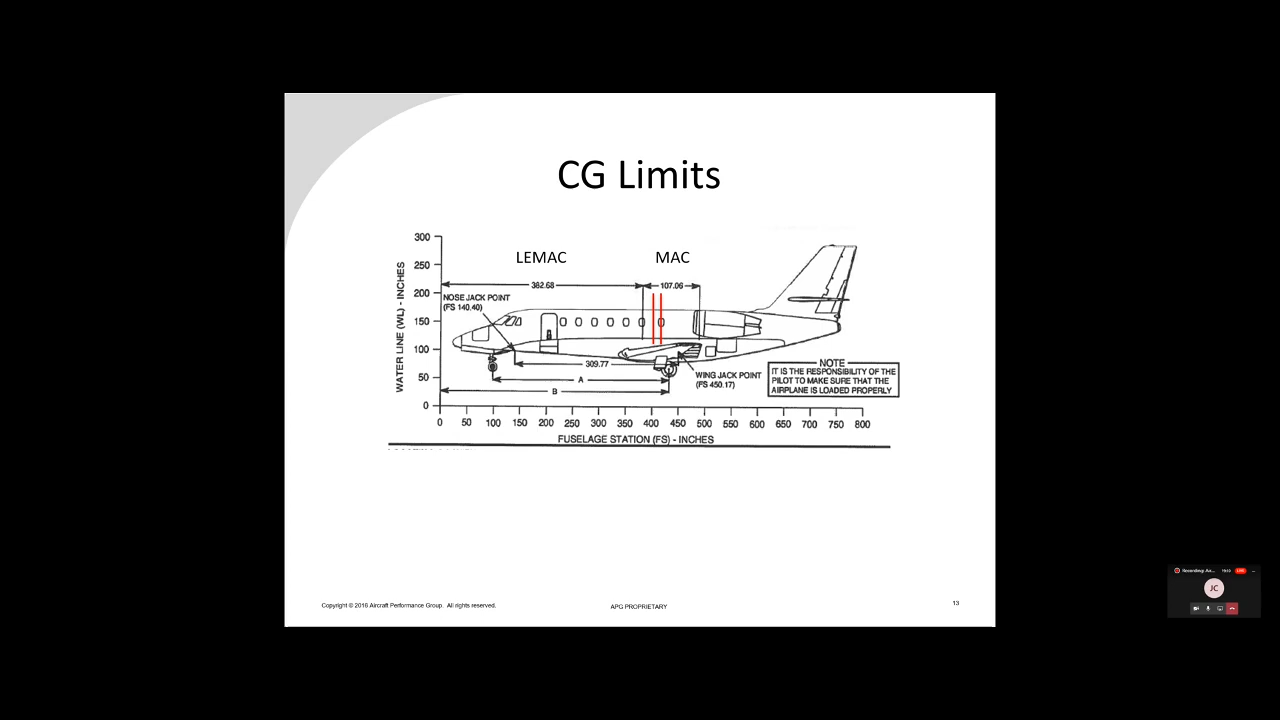 CG Limits
LEMAC
MAC
300
250
200
150
100
50
0
WATER LINE (WL) - INCHES
382.68
107.06
NOSE JACK POINT
(FS 140.40)
309.77
A
B
WING JACK POINT
(FS 450.17)
NOTE
IT IS THE RESPONSIBILITY OF THE
PILOT TO MAKE SURE THAT THE
AIRPLANE IS LOADED PROPERLY
0 50 100 150 200 250 300 350 400 450 500 550 600 650 700 750 800
FUSELAGE STATION (FS) - INCHES
Copyright © 2018 Aircraft Performance Group. All rights reserved.
APG PROPRIETARY
13
JC